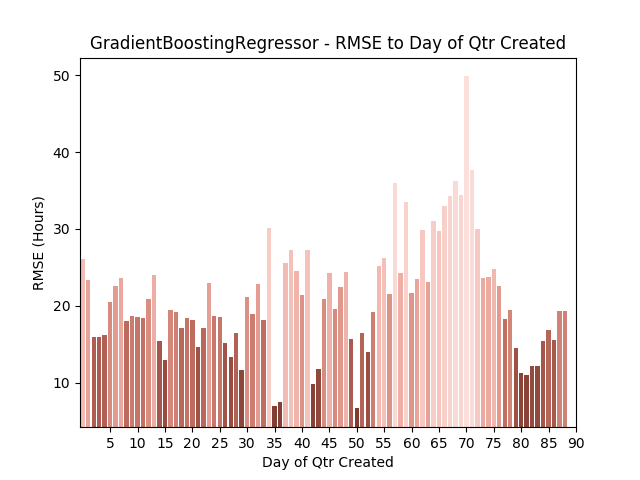 GradientBoostingRegressor - RMSE to Day of Qtr Created
50
40
30
20
10
RMSE (Hours)
5 10 15 20 25 30 35 40 45 50 55 60 65 70 75 80 85 90
Day of Qtr Created